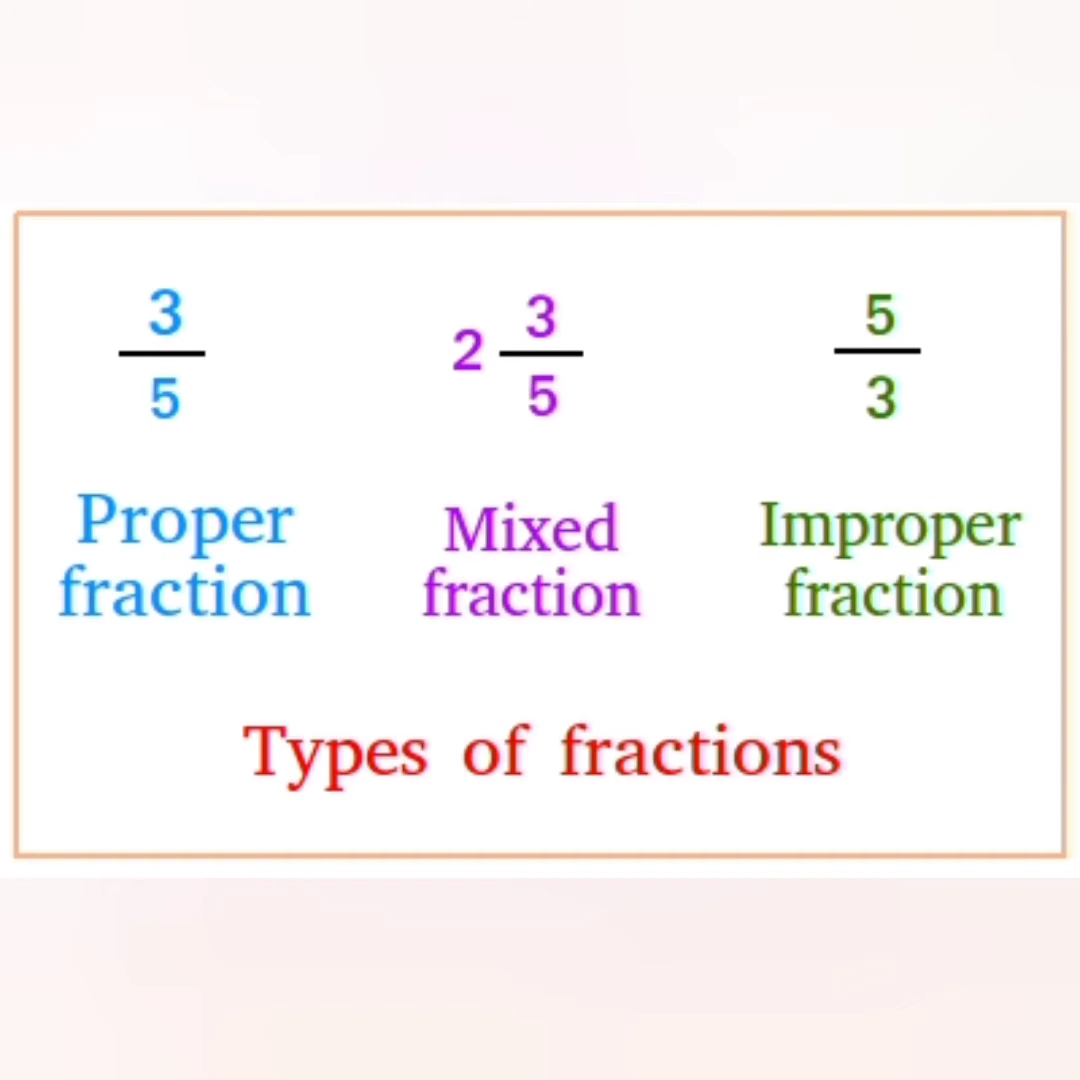 3/5 2 3/5 5/3
Proper fraction
Mixed fraction
Improper fraction
Types of fractions